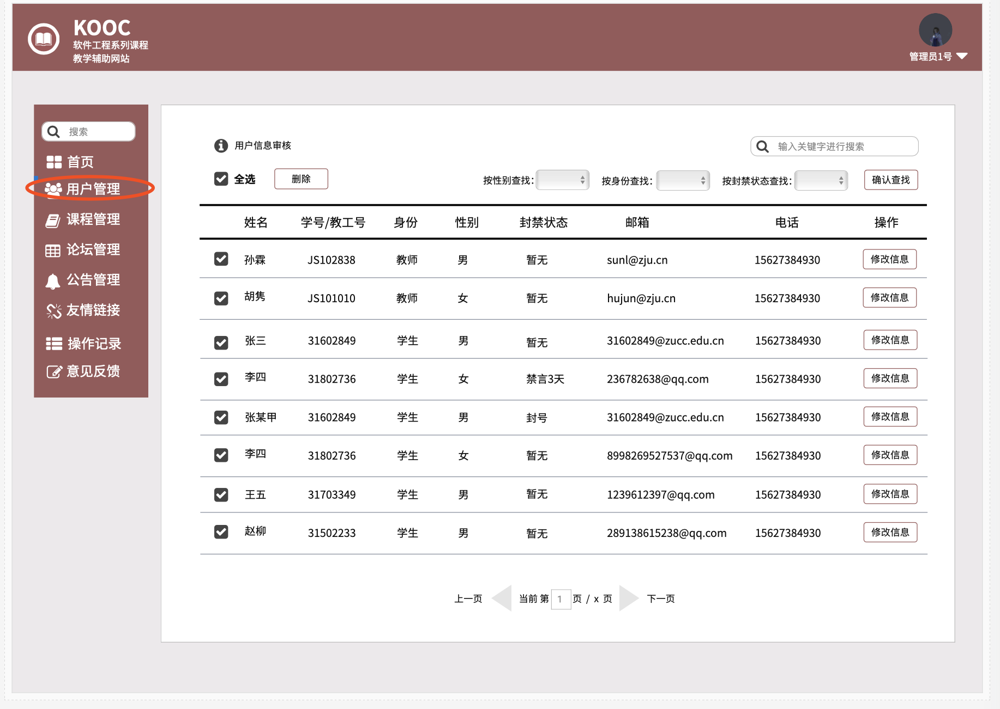 KOOC
软件工程系列课程
教学辅助网站
管理员1号
搜索
首页
用户管理
课程管理
论坛管理
公告管理
友情链接
操作记录
意见反馈
用户信息审核
输入关键字进行搜索
全选 删除 按性别查找: 按身份查找: 按封禁状态查找: 确认查找
姓名 学号/教工号 身份 性别 封禁状态 邮箱 电话 操作
孙霖 JS102838 教师 男 暂无 sunl@zju.cn 15627384930 修改信息
胡隽 JS101010 教师 女 暂无 hujun@zju.cn 15627384930 修改信息
张三 31602849 学生 男 暂无 31602849@zucc.edu.cn 15627384930 修改信息
李四 31802736 学生 女 禁言3天 236782638@qq.com 15627384930 修改信息
张某甲 31602849 学生 男 封号 31602849@zucc.edu.cn 15627384930 修改信息
李四 31802736 学生 女 暂无 8998269527537@qq.com 15627384930 修改信息
王五 31703349 学生 男 暂无 1239612397@qq.com 15627384930 修改信息
赵柳 31502233 学生 男 暂无 289138615238@qq.com 15627384930 修改信息
上一页 当前 第 1 页 / x 页 下一页